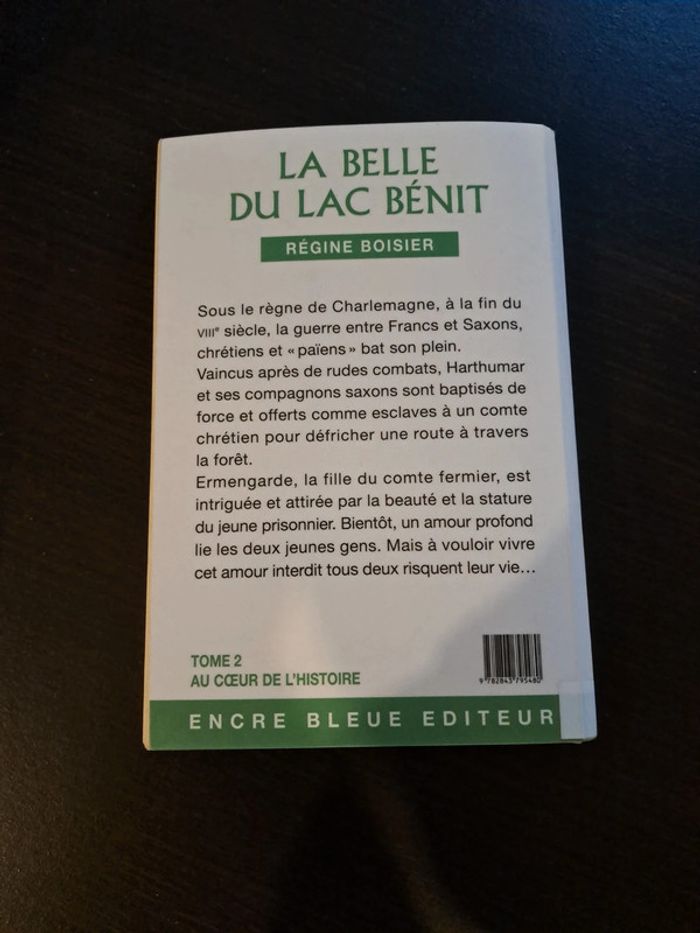 LA BELLE
DU LAC BÉNIT
RÉGINE BOISIER
Sous le règne de Charlemagne, à la fin du
VIIIe siècle, la guerre entre Francs et Saxons,
chrétiens et « païens » bat son plein.
Vaincus après de rudes combats, Harthumar
et ses compagnons saxons sont baptisés de
force et offerts comme esclaves à un comte
chrétien pour défricher une route à travers
la forêt.
Ermengarde, la fille du comte fermier, est
intriguée et attirée par la beauté et la stature
du jeune prisonnier. Bientôt, un amour profond
lie les deux jeunes gens. Mais à vouloir vivre
cet amour interdit tous deux risquent leur vie…
TOME 2
AU CŒUR DE L'HISTOIRE
9 782843 795480
ENCRE BLEUE EDITEUR